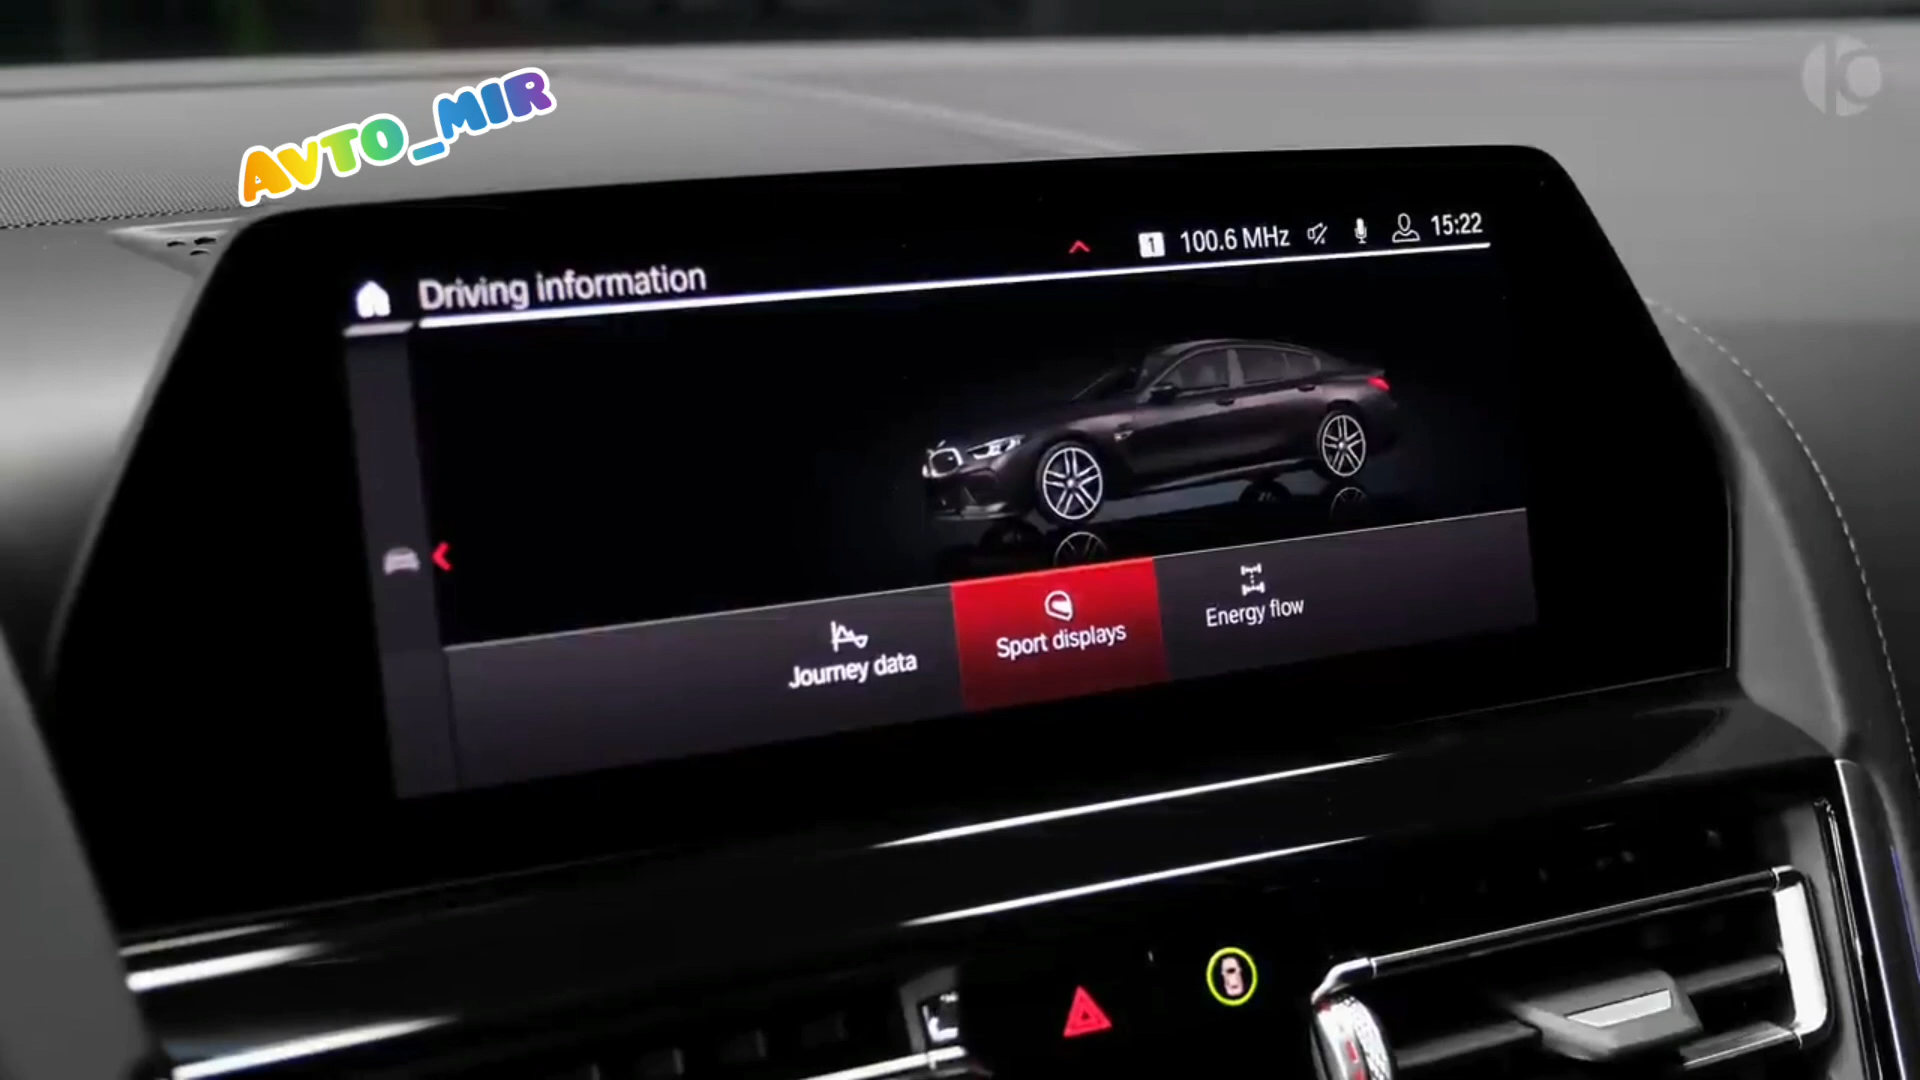 AVTO_MIR
1 100.6 MHz 15:22
Driving information
Journey data
Sport displays
Energy flow